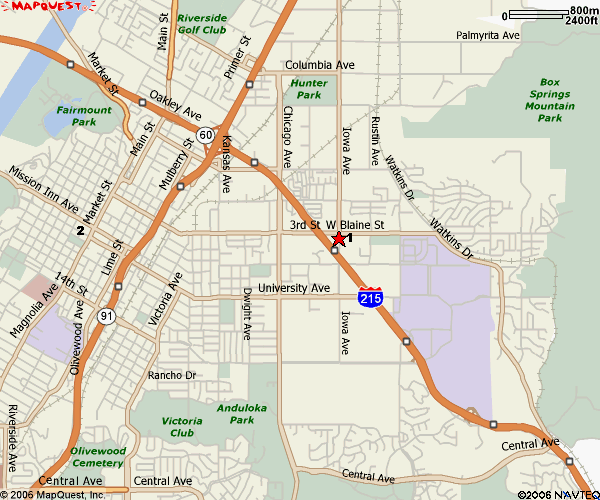 MAPQUEST
800m
2400ft
Riverside
Golf Club
Main St
Palmyrita Ave
Primer St
Columbia Ave
Market St
Hunter
Park
Box
Springs
Mountain
Park
Oakley Ave
Fairmount
Park
Main St
60
Mulberry St
Kansas Ave
Chicago Ave
Iowa Ave
Rustin Ave
Watkins Dr
Mission Inn Ave
Market St
2
3rd St
W Blaine St
1
Watkins Dr
Lime St
14th St
Victoria Ave
University Ave
215
Magnolia Ave
Olivewood Ave
91
Dwight Ave
Iowa Ave
Rancho Dr
Anduloka
Park
Victoria
Club
Riverside Ave
Olivewood
Cemetery
Central Ave
Central Ave
Central Ave
Central Ave
© 2006 MapQuest, Inc.
©2006 NAVTEQ